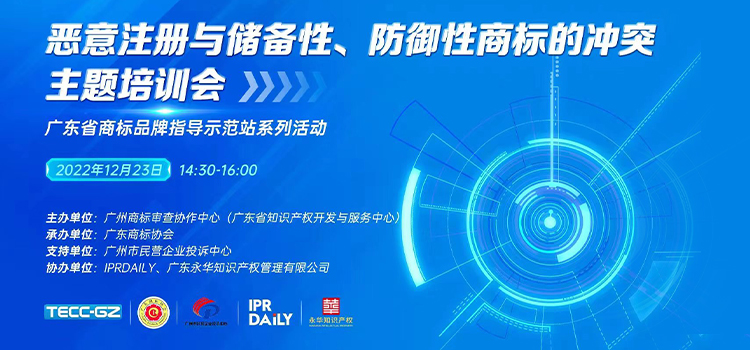 恶意注册与储备性、防御性商标的冲突
主题培训会
广东省商标品牌指导示范站系列活动
2022年12月23日 14:30-16:00
主办单位：广州商标审查协作中心（广东省知识产权开发与服务中心）
承办单位：广东商标协会
支持单位：广州市民营企业投诉中心
协办单位：IPRDAILY、广东永华知识产权管理有限公司
TECC-GZ
IPR
DAILY
永华知识产权